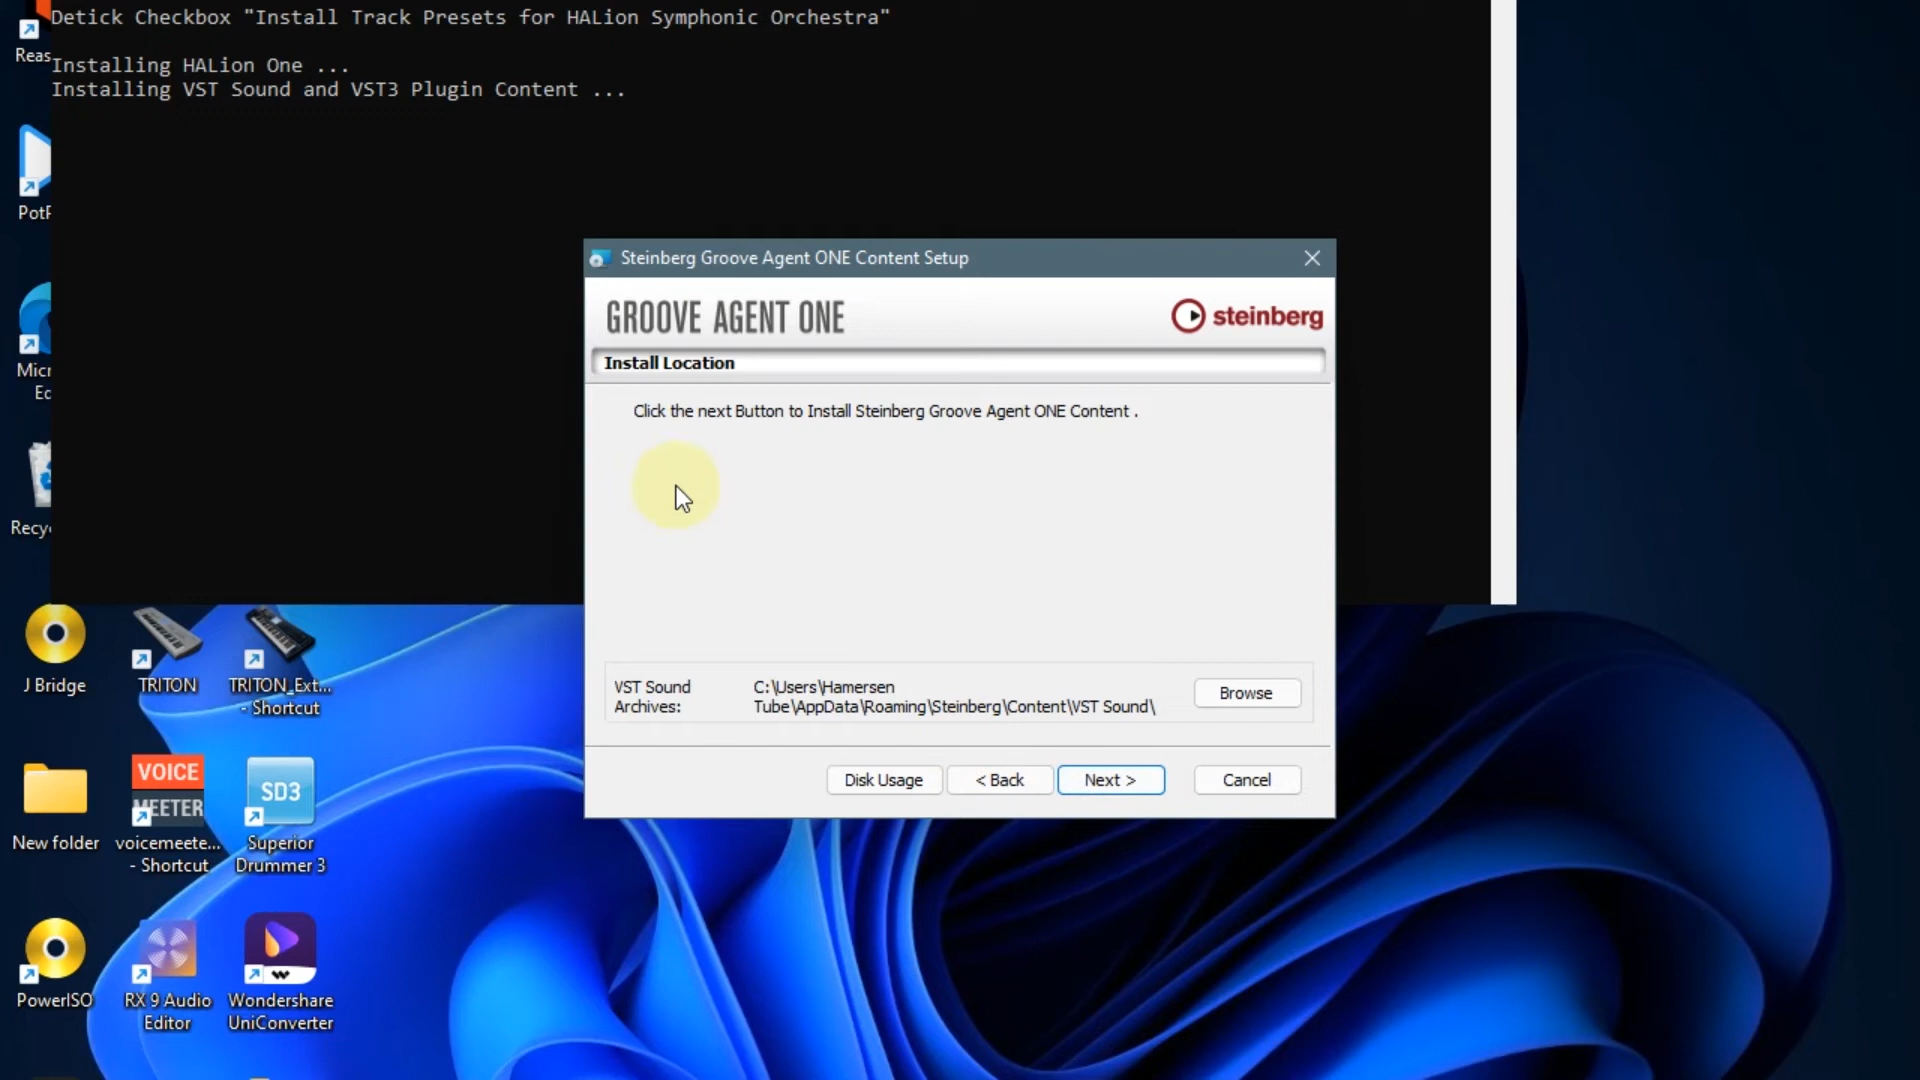 Detick Checkbox "Install Track Presets for HALion Symphonic Orchestra"
Installing HALion One ...
Installing VST Sound and VST3 Plugin Content ...
Reas
PotP
Micr
Ed
Recy
Steinberg Groove Agent ONE Content Setup
GROOVE AGENT ONE
steinberg
Install Location
Click the next Button to Install Steinberg Groove Agent ONE Content .
VST Sound
Archives:
C:\Users\Hamersen
Tube\AppData\Roaming\Steinberg\Content\VST Sound\
Browse
Disk Usage
< Back
Next >
Cancel
J Bridge
TRITON
TRITON_Ext...
- Shortcut
New folder
VOICE
MEETER
voicemeete...
- Shortcut
SD3
Superior
Drummer 3
PowerISO
RX 9 Audio
Editor
Wondershare
UniConverter